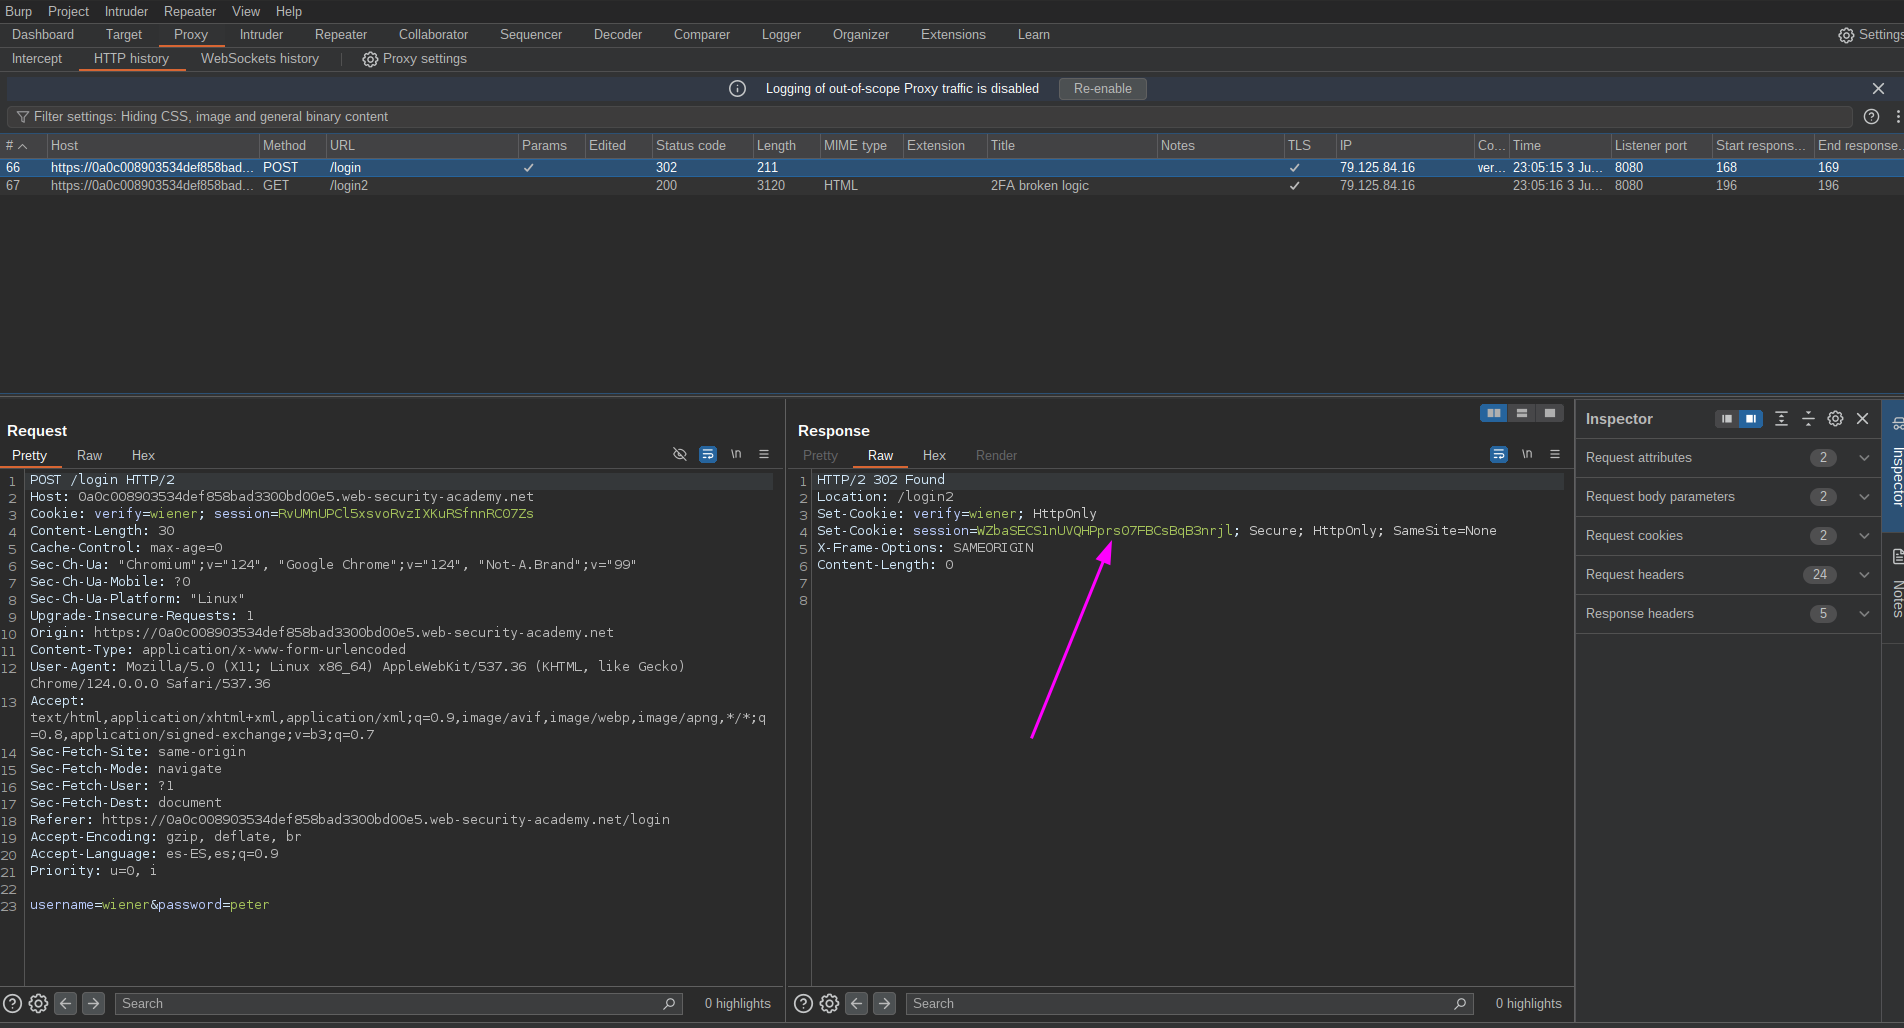 Burp Project Intruder Repeater View Help
Dashboard Target Proxy Intruder Repeater Collaborator Sequencer Decoder Comparer Logger Organizer Extensions Learn Settings
Intercept HTTP history WebSockets history Proxy settings
Logging of out-of-scope Proxy traffic is disabled Re-enable
Filter settings: Hiding CSS, image and general binary content
# Host Method URL Params Edited Status code Length MIME type Extension Title Notes TLS IP Co... Time Listener port Start respons... End response...
66 https://0a0c008903534def858bad... POST /login ✓ 302 211 ✓ 79.125.84.16 ver... 23:05:15 3 Ju... 8080 168 169
67 https://0a0c008903534def858bad... GET /login2 200 3120 HTML 2FA broken logic ✓ 79.125.84.16 23:05:16 3 Ju... 8080 196 196
Request
Pretty Raw Hex \n
1 POST /login HTTP/2
2 Host: 0a0c008903534def858bad3300bd00e5.web-security-academy.net
3 Cookie: verify=wiener; session=RvUMnUPCl5xsvoRvzIXKuRSfnnRC07Zs
4 Content-Length: 30
5 Cache-Control: max-age=0
6 Sec-Ch-Ua: "Chromium";v="124", "Google Chrome";v="124", "Not-A.Brand";v="99"
7 Sec-Ch-Ua-Mobile: ?0
8 Sec-Ch-Ua-Platform: "Linux"
9 Upgrade-Insecure-Requests: 1
10 Origin: https://0a0c008903534def858bad3300bd00e5.web-security-academy.net
11 Content-Type: application/x-www-form-urlencoded
12 User-Agent: Mozilla/5.0 (X11; Linux x86_64) AppleWebKit/537.36 (KHTML, like Gecko)
Chrome/124.0.0.0 Safari/537.36
13 Accept:
text/html,application/xhtml+xml,application/xml;q=0.9,image/avif,image/webp,image/apng,*/*;q
=0.8,application/signed-exchange;v=b3;q=0.7
14 Sec-Fetch-Site: same-origin
15 Sec-Fetch-Mode: navigate
16 Sec-Fetch-User: ?1
17 Sec-Fetch-Dest: document
18 Referer: https://0a0c008903534def858bad3300bd00e5.web-security-academy.net/login
19 Accept-Encoding: gzip, deflate, br
20 Accept-Language: es-ES,es;q=0.9
21 Priority: u=0, i
22
23 username=wiener&password=peter
Search 0 highlights
Response
Pretty Raw Hex Render \n
1 HTTP/2 302 Found
2 Location: /login2
3 Set-Cookie: verify=wiener; HttpOnly
4 Set-Cookie: session=WZbaSECSlnUVQHPprsO7FBCsBqB3nrjl; Secure; HttpOnly; SameSite=None
5 X-Frame-Options: SAMEORIGIN
6 Content-Length: 0
7
8
Search 0 highlights
Inspector
Request attributes 2
Request body parameters 2
Request cookies 2
Request headers 24
Response headers 5
Inspector
Notes